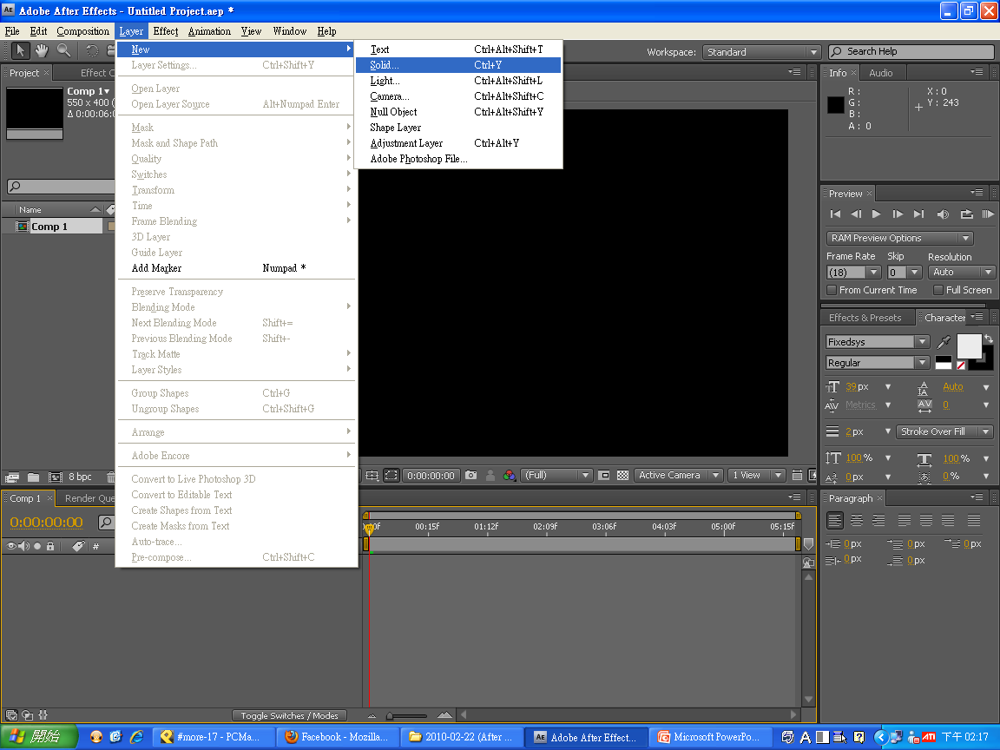 Adobe After Effects - Untitled Project.aep *
File Edit Composition Layer Effect Animation View Window Help
Workspace: Standard Search Help
New
Layer Settings... Ctrl+Shift+Y
Open Layer
Open Layer Source Alt+Numpad Enter
Mask
Mask and Shape Path
Quality
Switches
Transform
Time
Frame Blending
3D Layer
Guide Layer
Add Marker Numpad *
Preserve Transparency
Blending Mode
Next Blending Mode Shift+=
Previous Blending Mode Shift+-
Track Matte
Layer Styles
Group Shapes Ctrl+G
Ungroup Shapes Ctrl+Shift+G
Arrange
Adobe Encore
Convert to Live Photoshop 3D
Convert to Editable Text
Create Shapes from Text
Create Masks from Text
Auto-trace...
Pre-compose... Ctrl+Shift+C
Text Ctrl+Alt+Shift+T
Solid... Ctrl+Y
Light... Ctrl+Alt+Shift+L
Camera... Ctrl+Alt+Shift+C
Null Object Ctrl+Alt+Shift+Y
Shape Layer
Adjustment Layer Ctrl+Alt+Y
Adobe Photoshop File...
Project Effect C
Comp 1
550 x 400 (
Δ 0:00:06:0
Name
Comp 1
8 bpc
0:00:00:00 (Full) Active Camera 1 View
Info Audio
R :
G :
B :
A : 0
X : 0
Y : 243
Preview
RAM Preview Options
Frame Rate Skip Resolution
(18) 0 Auto
From Current Time Full Screen
Effects & Presets Character
Fixedsys
Regular
39 px Auto
Metrics 0
2 px Stroke Over Fill
100 % 100 %
0 px 0 %
Paragraph
0 px 0 px 0 px
0 px 0 px
Comp 1 Render Que
0:00:00:00
#
00:15f 01:12f 02:09f 03:06f 04:03f 05:00f 05:15f
Toggle Switches / Modes
開始 #more-17 - PCMa... Facebook - Mozilla... 2010-02-22 (After ... Adobe After Effect... Microsoft PowerPo... 下午 02:17